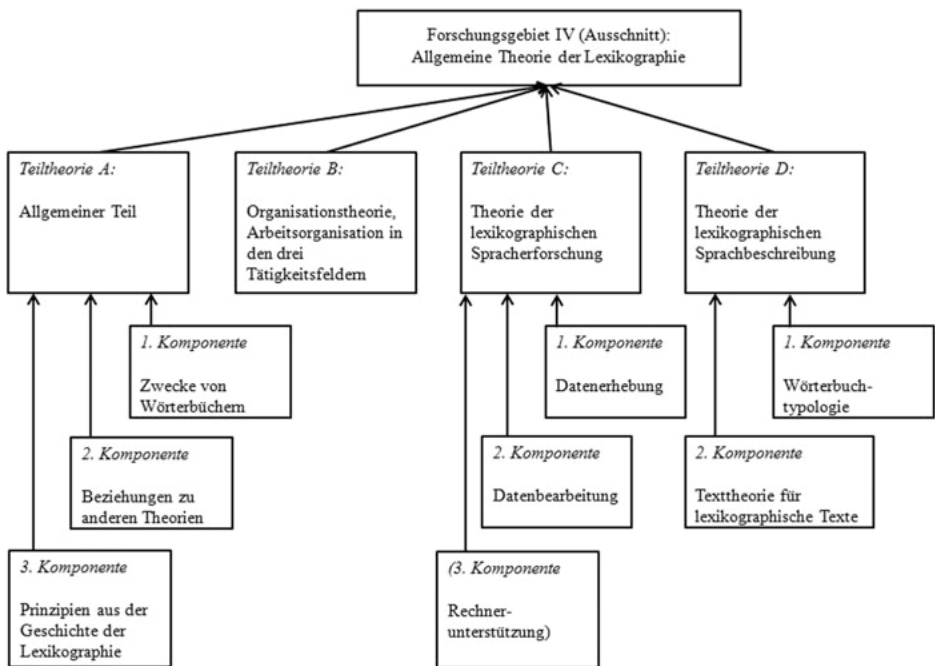 Forschungsgebiet IV (Ausschnitt):
Allgemeine Theorie der Lexikographie
Teiltheorie A:
Allgemeiner Teil
Teiltheorie B:
Organisationstheorie,
Arbeitsorganisation in
den drei
Tätigkeitsfeldern
Teiltheorie C:
Theorie der
lexikographischen
Spracherforschung
Teiltheorie D:
Theorie der
lexikographischen
Sprachbeschreibung
1. Komponente
Zwecke von
Wörterbüchern
1. Komponente
Datenerhebung
1. Komponente
Wörterbuch-
typologie
2. Komponente
Beziehungen zu
anderen Theorien
2. Komponente
Datenbearbeitung
2. Komponente
Texttheorie für
lexikographische Texte
3. Komponente
Prinzipien aus der
Geschichte der
Lexikographie
(3. Komponente
Rechner-
unterstützung)